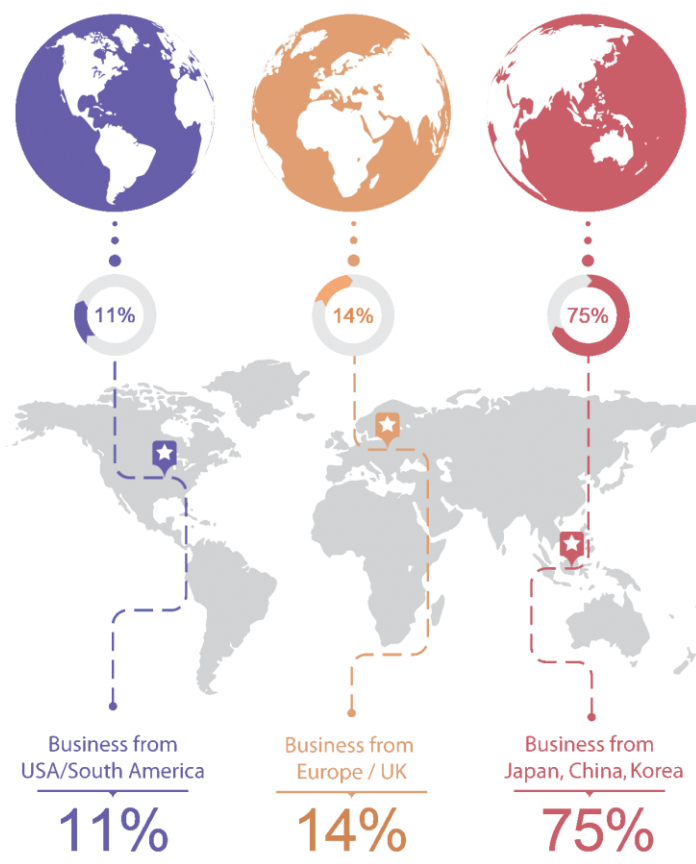 11%
14%
75%
Business from
USA/South America
11%
Business from
Europe / UK
14%
Business from
Japan, China, Korea
75%